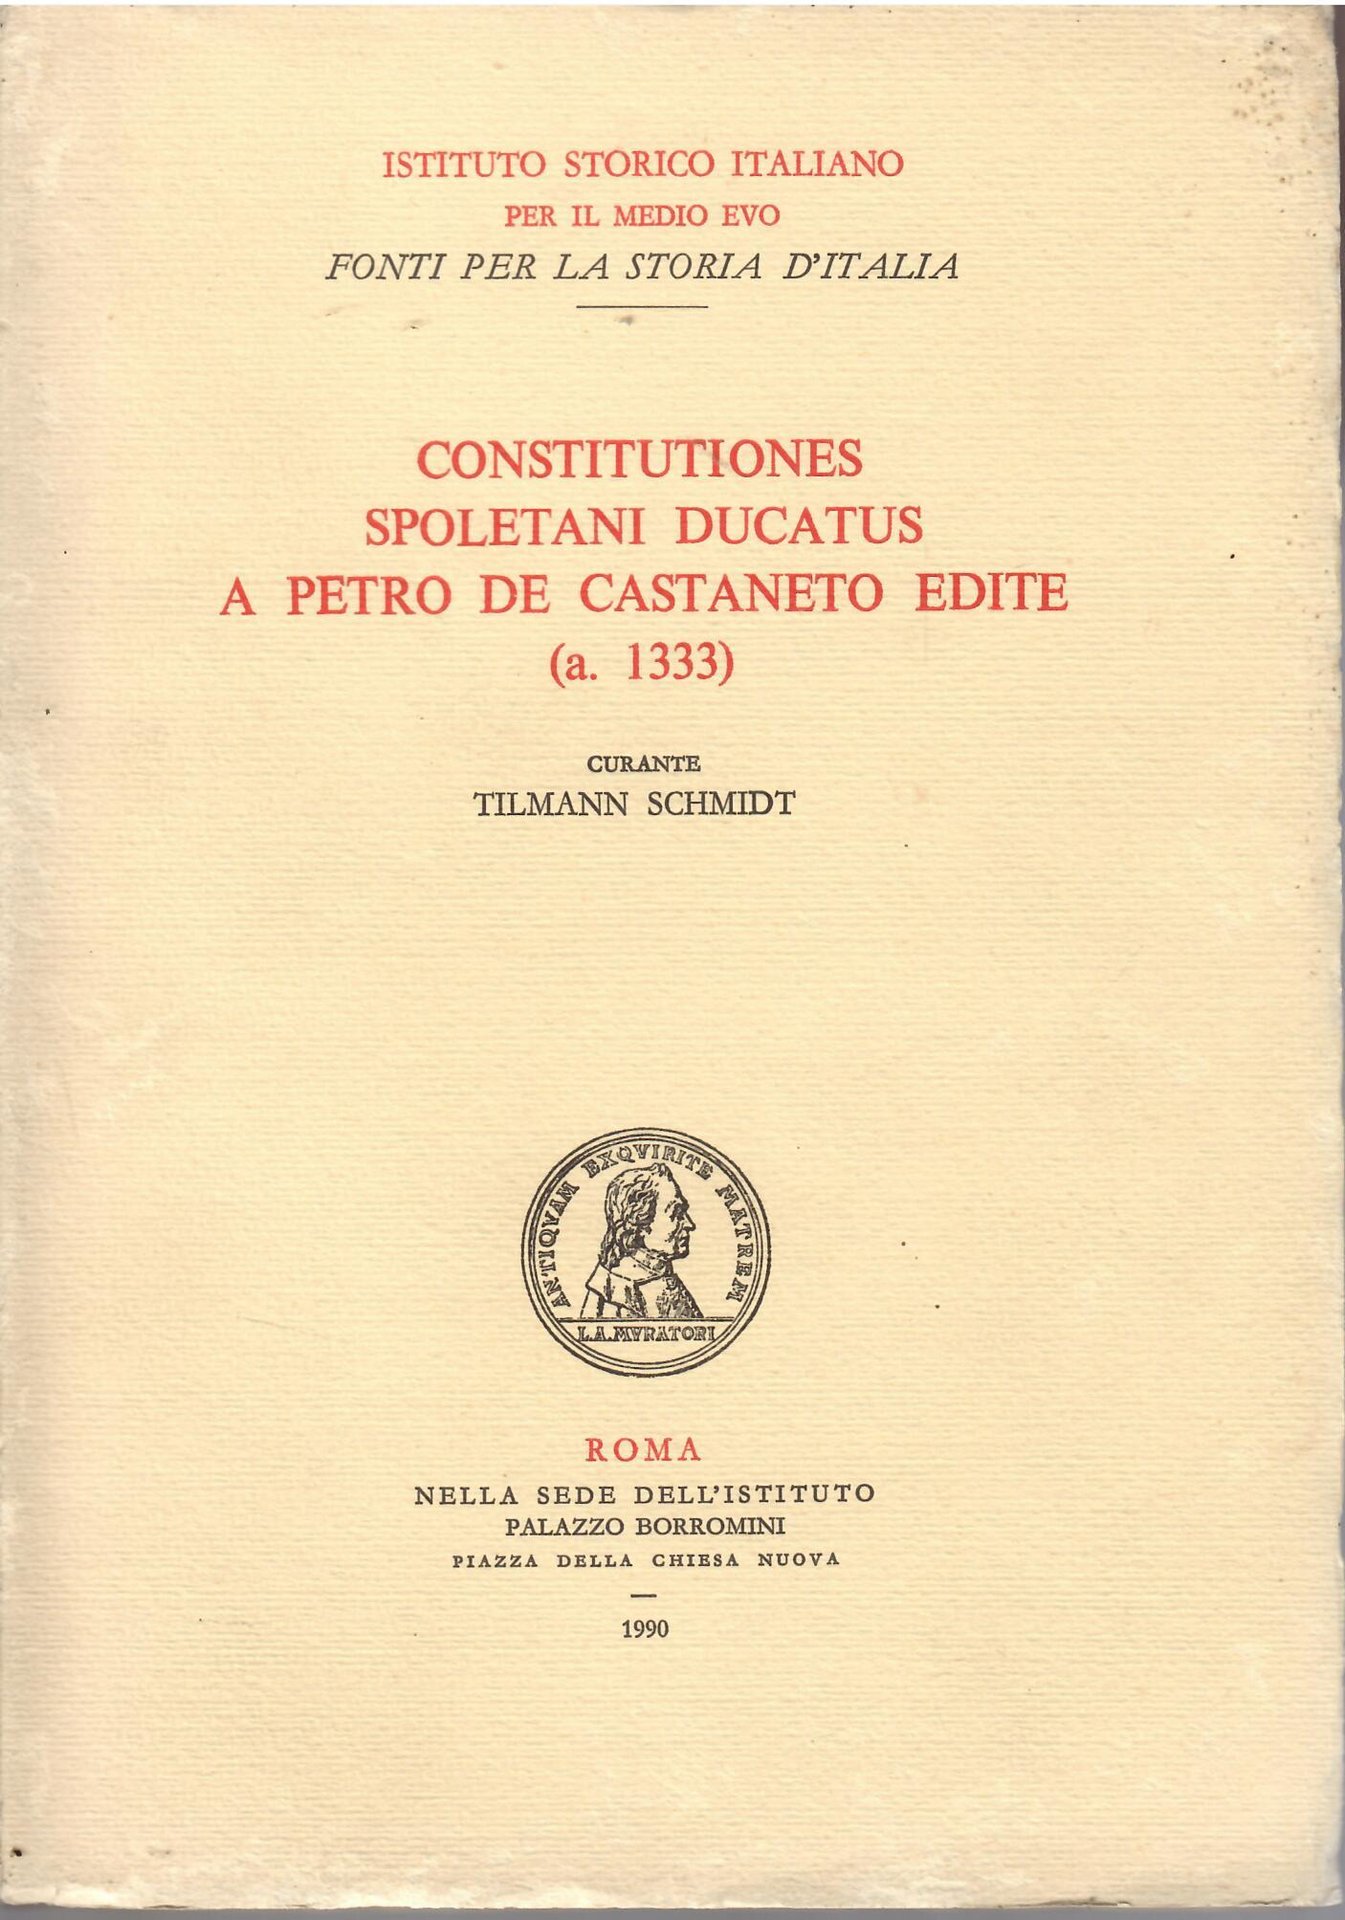 ISTITUTO STORICO ITALIANO
PER IL MEDIO EVO
FONTI PER LA STORIA D'ITALIA
CONSTITUTIONES
SPOLETANI DUCATUS
A PETRO DE CASTANETO EDITE
(a. 1333)
CURANTE
TILMANN SCHMIDT
ANTIQVAM EXQVIRITE MATREM
L.A.MVRATORI
ROMA
NELLA SEDE DELL'ISTITUTO
PALAZZO BORROMINI
PIAZZA DELLA CHIESA NUOVA
1990